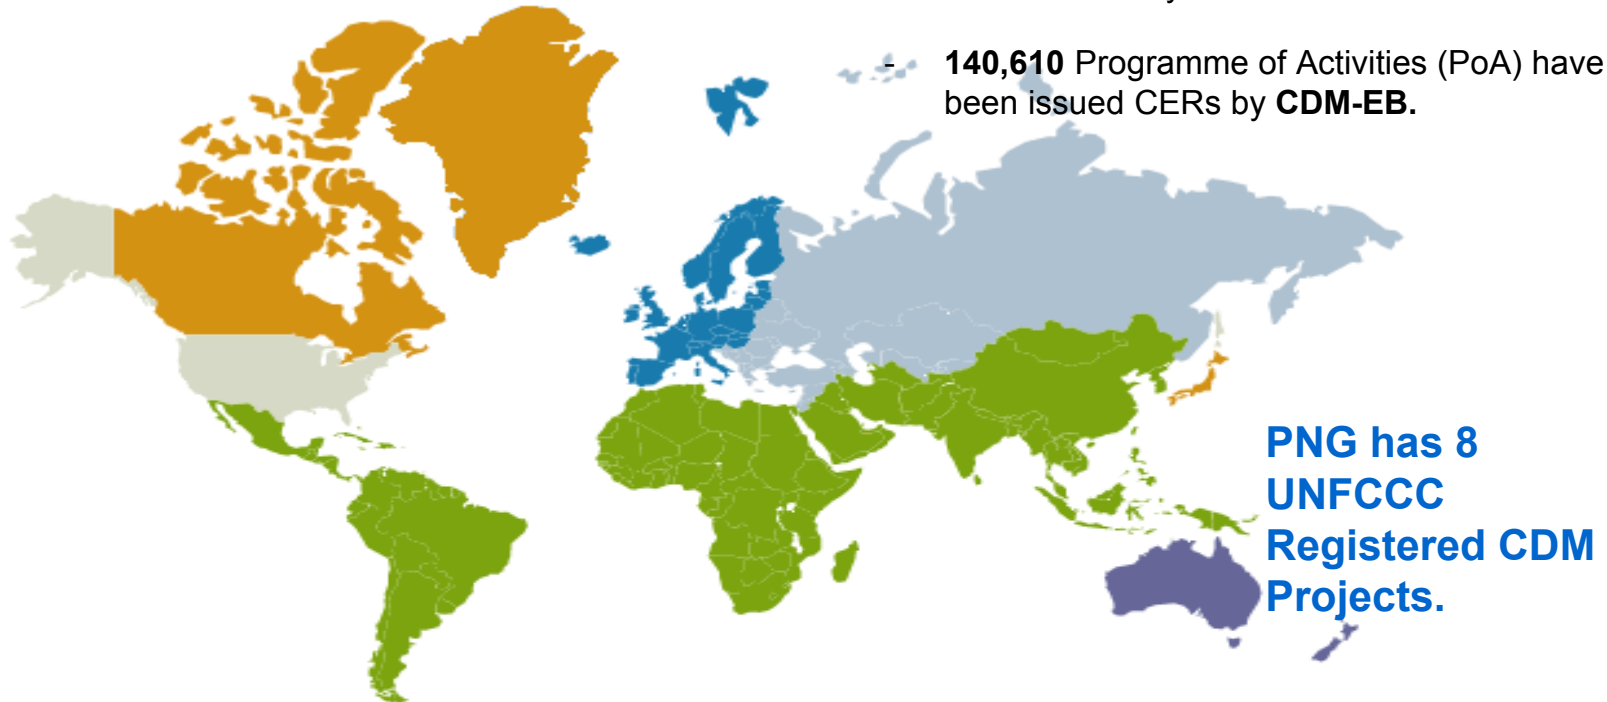 - 140,610 Programme of Activities (PoA) have
been issued CERs by CDM-EB.
PNG has 8
UNFCCC
Registered CDM
Projects.